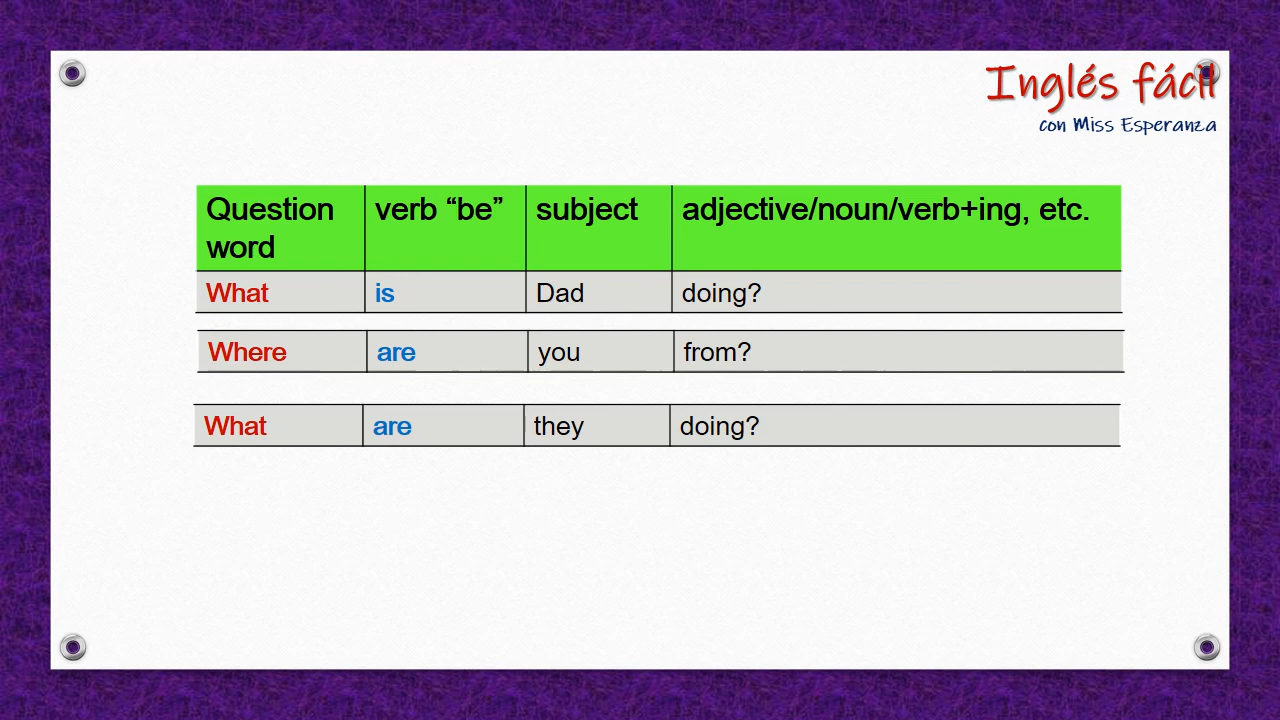 Inglés fácil
con Miss Esperanza
Question word verb “be” subject adjective/noun/verb+ing, etc.
What is Dad doing?
Where are you from?
What are they doing?